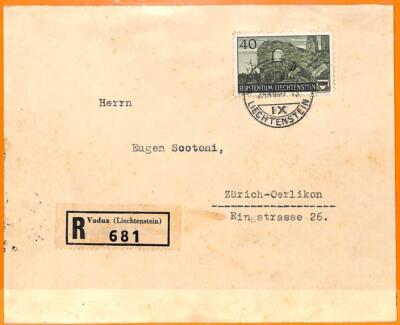 40
FÜRSTENTUM LIECHTENSTEIN
IX
LIECHTENSTEIN
Herrn
Eugen Scotoni,
Zürich-Oerlikon
Ringstrasse 26.
R Vaduz (Liechtenstein)
681